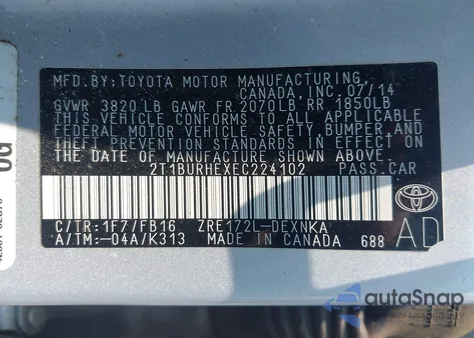 MFD.BY:TOYOTA MOTOR MANUFACTURING,
CANADA,INC.07/14
GVWR 3820LB GAWR FR 2070LB RR 1850LB
THIS VEHICLE CONFORMS TO ALL APPLICABLE
FEDERAL MOTOR VEHICLE SAFETY,BUMPER,AND
THEFT PREVENTION STANDARDS IN EFFECT ON
THE DATE OF MANUFACTURE SHOWN ABOVE.
2T1BURHEXEC224102 PASS.CAR
C/TR:1F7/FB16 ZRE172L-DEXNKA
A/TM:-04A/K313 MADE IN CANADA 688
AD
TOYOTA
autoSnap